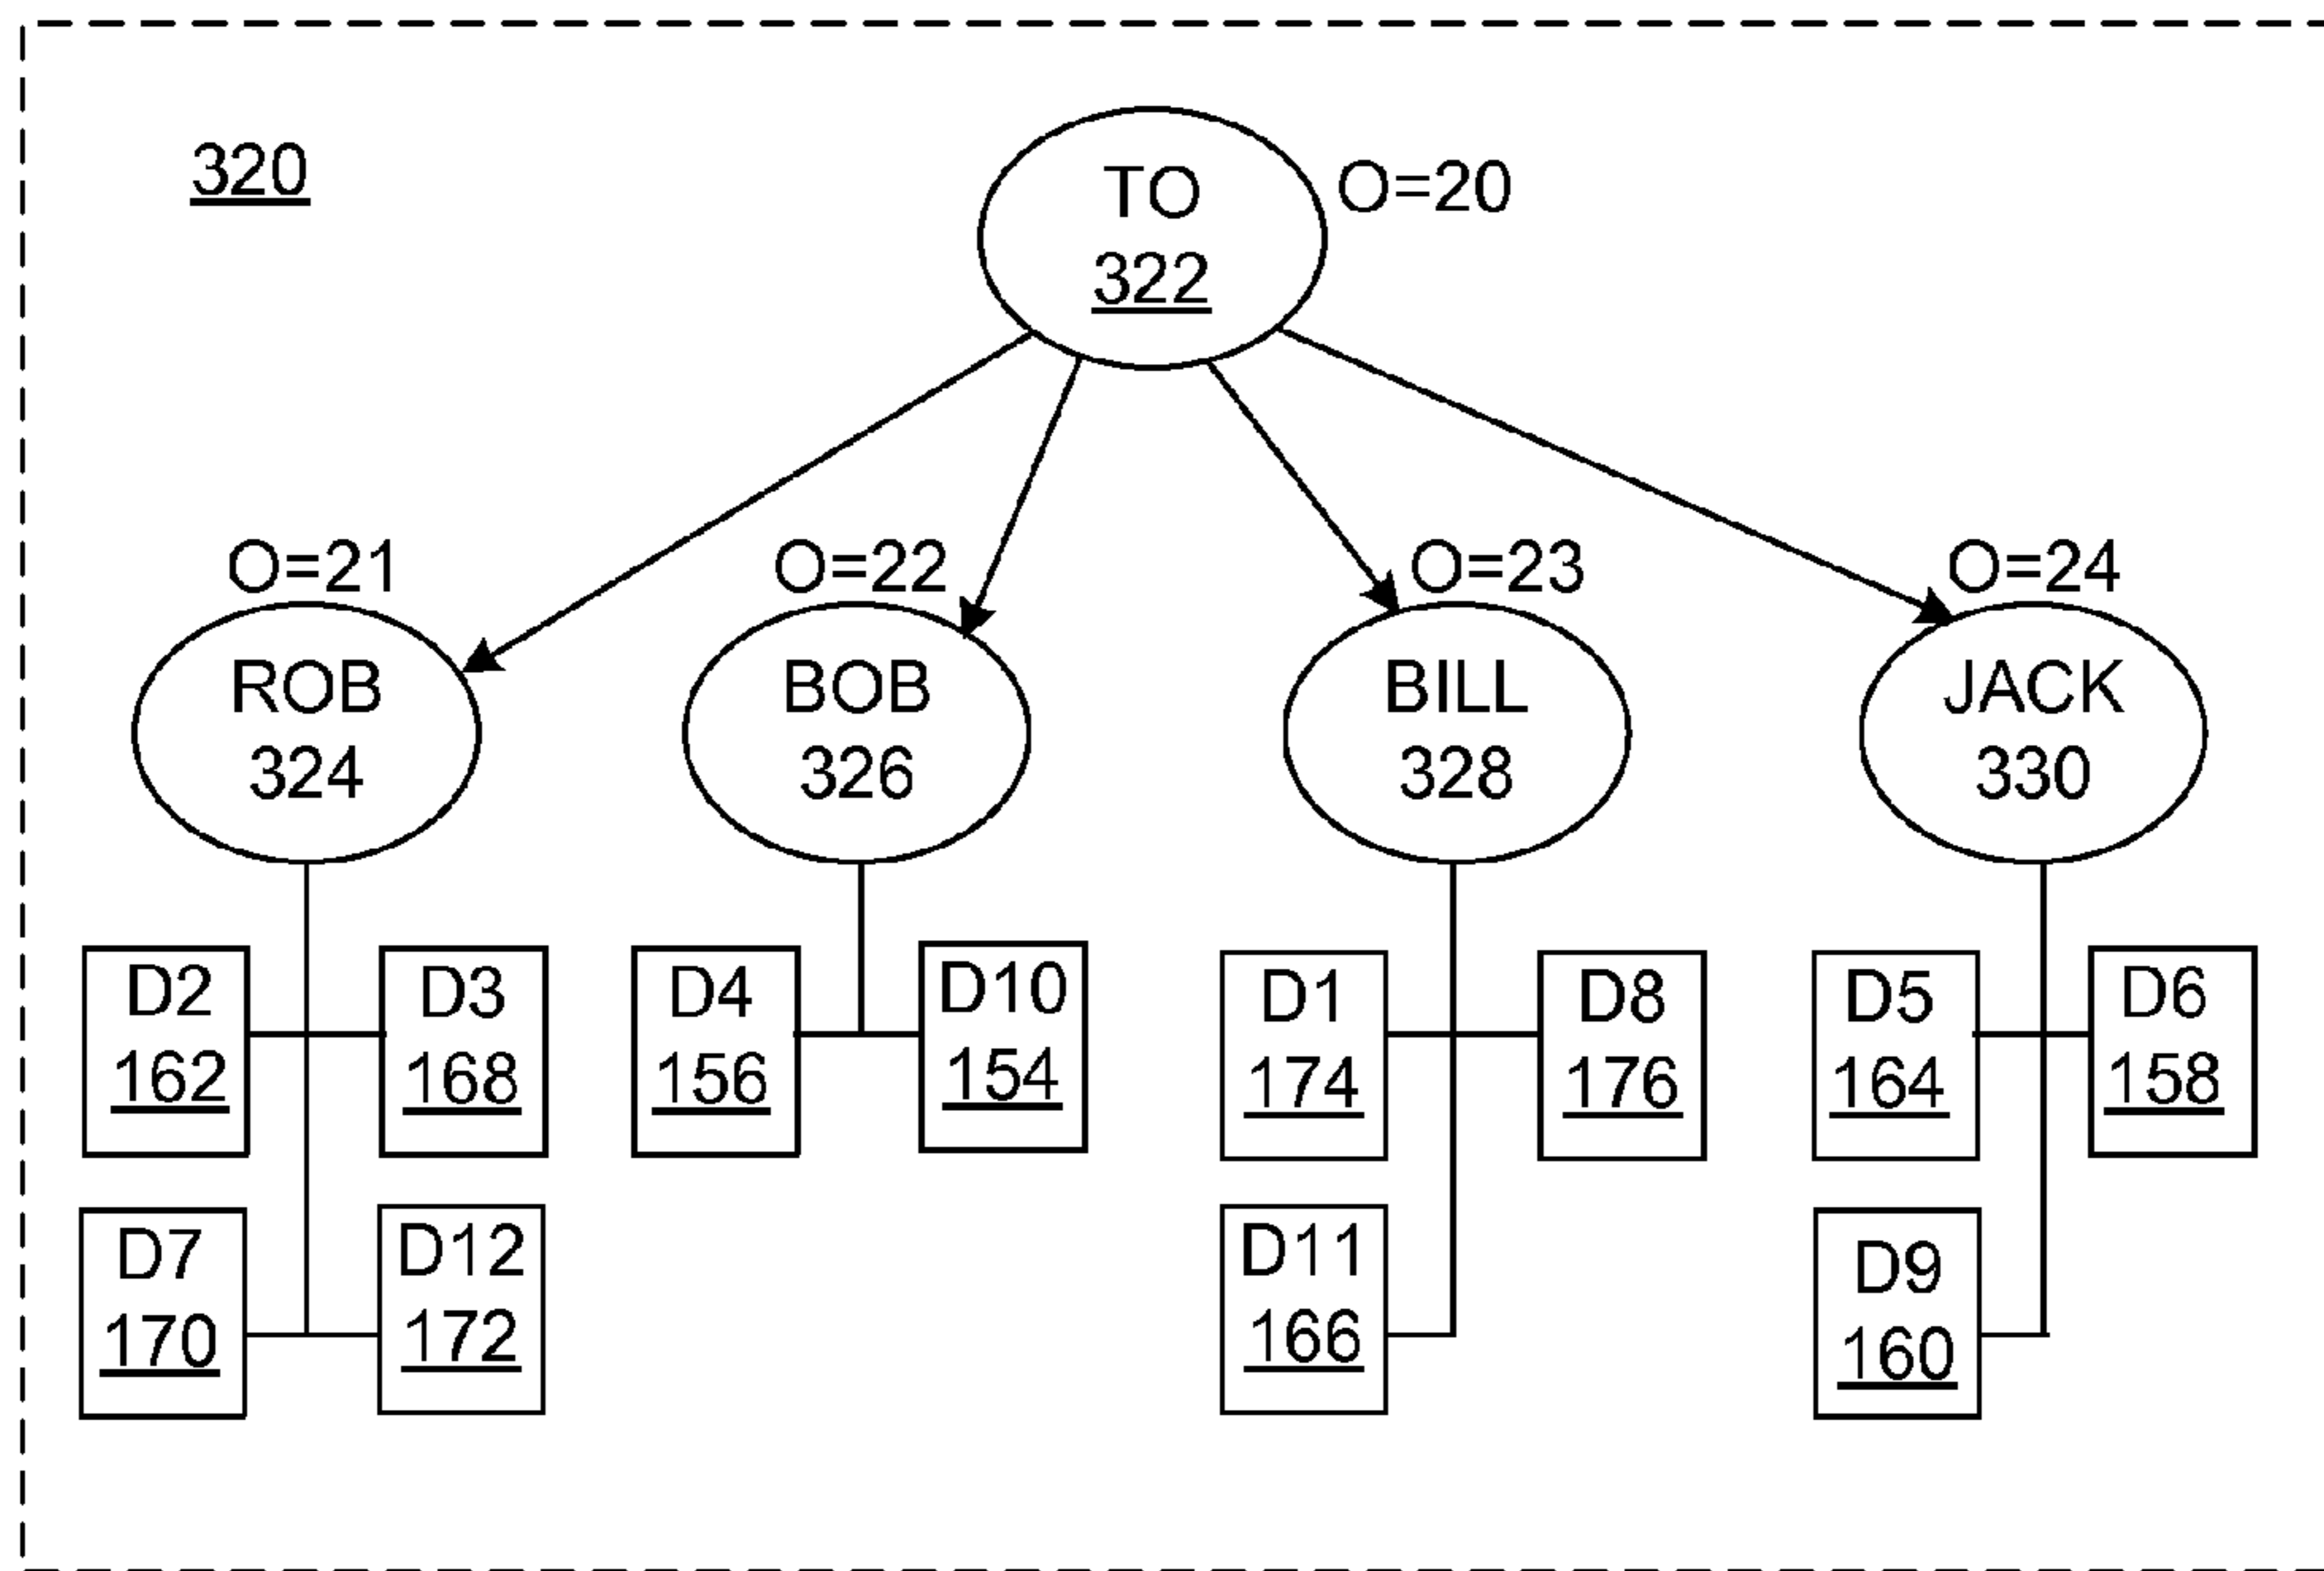 320
TO
322
O=20
O=21
O=22
O=23
O=24
ROB
324
BOB
326
BILL
328
JACK
330
D2
162
D3
168
D4
156
D10
154
D1
174
D8
176
D5
164
D6
158
D7
170
D12
172
D11
166
D9
160